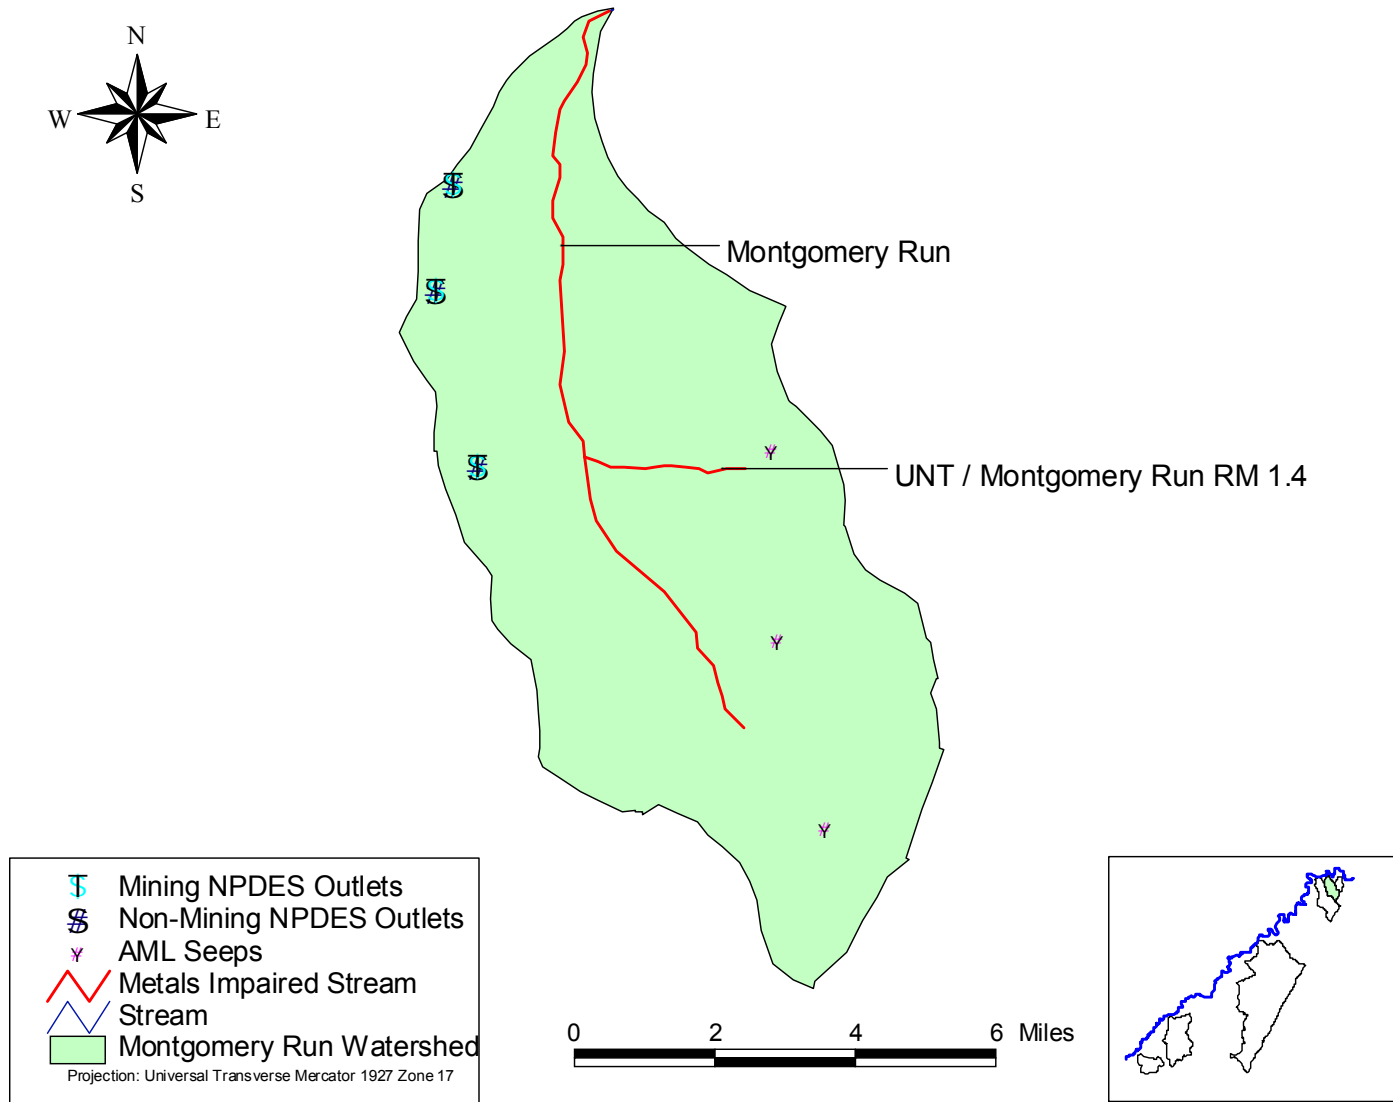 N
W E
S
Montgomery Run
UNT / Montgomery Run RM 1.4
Mining NPDES Outlets
Non-Mining NPDES Outlets
AML Seeps
Metals Impaired Stream
Stream
Montgomery Run Watershed
Projection: Universal Transverse Mercator 1927 Zone 17
0 2 4 6 Miles